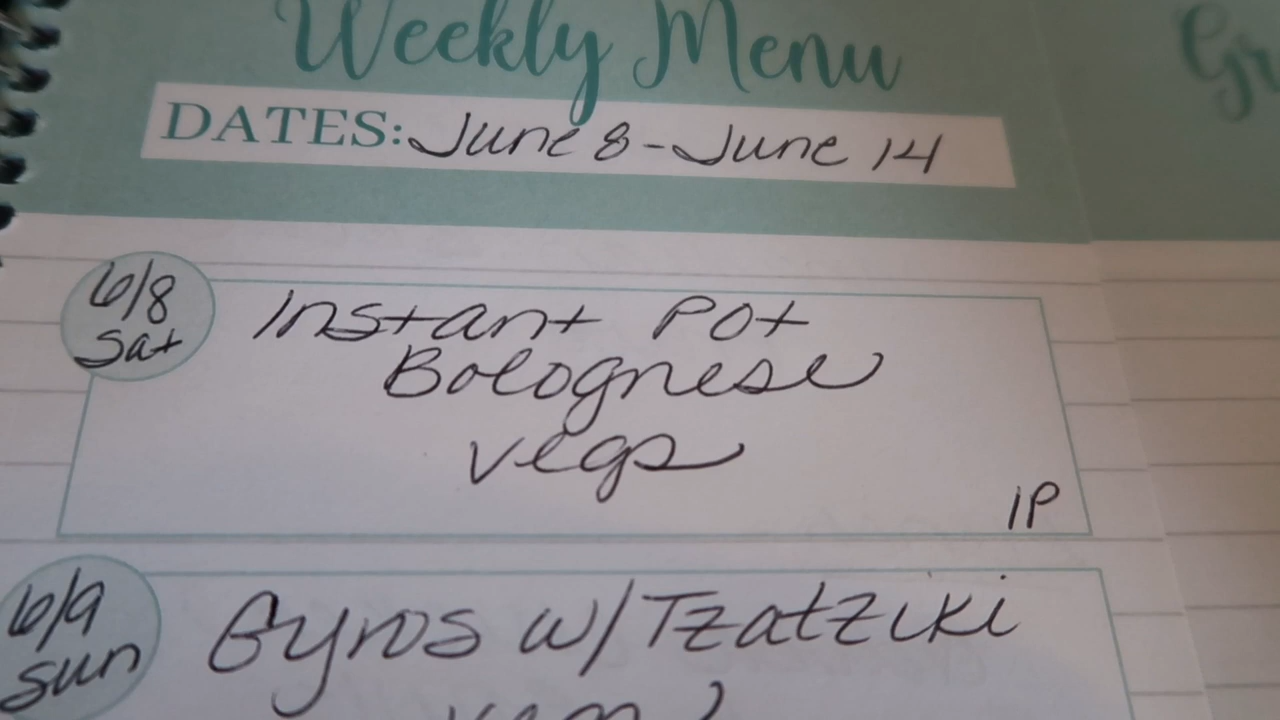 Weekly Menu
Gr
DATES: June 8 - June 14
6/8
Sat
Instant Pot
Bolognese
vegs
IP
6/9
Sun
Gyros w/ Tzatziki